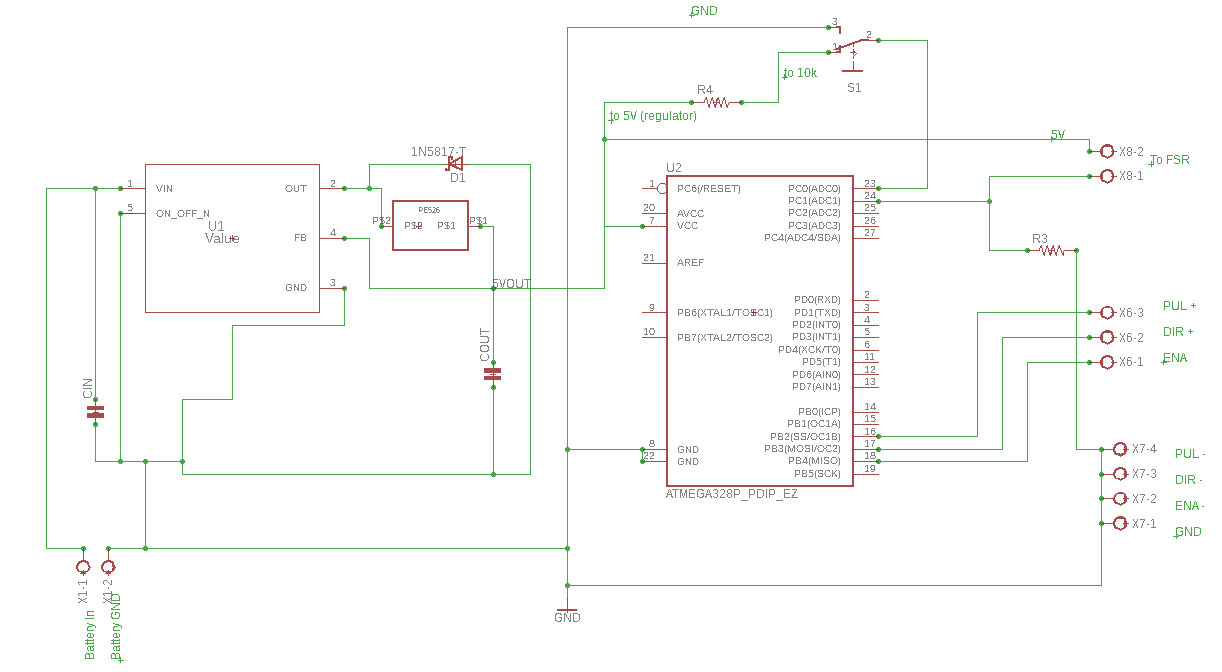 GND
3
2
1
to 10k
S1
R4
to 5V (regulator)
5V
X8-2
To FSR
X8-1
1N5817-T
D1
1
VIN
OUT
2
5
ON_OFF_N
U1
Value
FB
4
GND
3
PE526
PS2
PS2
PS1
PS1
5VOUT
COUT
CIN
U2
1
PC6(/RESET)
20
AVCC
7
VCC
21
AREF
9
PB6(XTAL1/TOSC1)
10
PB7(XTAL2/TOSC2)
8
GND
22
GND
PC0(ADC0)
23
PC1(ADC1)
24
PC2(ADC2)
25
PC3(ADC3)
26
PC4(ADC4/SDA)
27
PD0(RXD)
2
PD1(TXD)
3
PD2(INT0)
4
PD3(INT1)
5
PD4(XCK/T0)
6
PD5(T1)
11
PD6(AIN0)
12
PD7(AIN1)
13
PB0(ICP)
14
PB1(OC1A)
15
PB2(SS/OC1B)
16
PB3(MOSI/OC2)
17
PB4(MISO)
18
PB5(SCK)
19
ATMEGA328P_PDIP_EZ
R3
X6-3
PUL +
X6-2
DIR +
X6-1
ENA
X7-4
PUL -
X7-3
DIR -
X7-2
ENA -
X7-1
GND
X1-1
X1-2
Battery In
Battery GND
GND